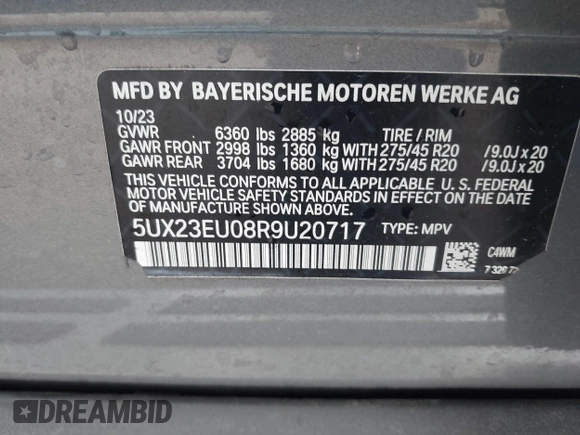 MFD BY BAYERISCHE MOTOREN WERKE AG
10/23
GVWR 6360 lbs 2885 kg TIRE / RIM
GAWR FRONT 2998 lbs 1360 kg WITH 275/45 R20 /9.0J x 20
GAWR REAR 3704 lbs 1680 kg WITH 275/45 R20 /9.0J x 20
THIS VEHICLE CONFORMS TO ALL APPLICABLE U. S. FEDERAL
MOTOR VEHICLE SAFETY STANDARDS IN EFFECT ON THE DATE
OF MANUFACTURE SHOWN ABOVE.
5UX23EU08R9U20717 TYPE: MPV
C4WM
DREAMBID